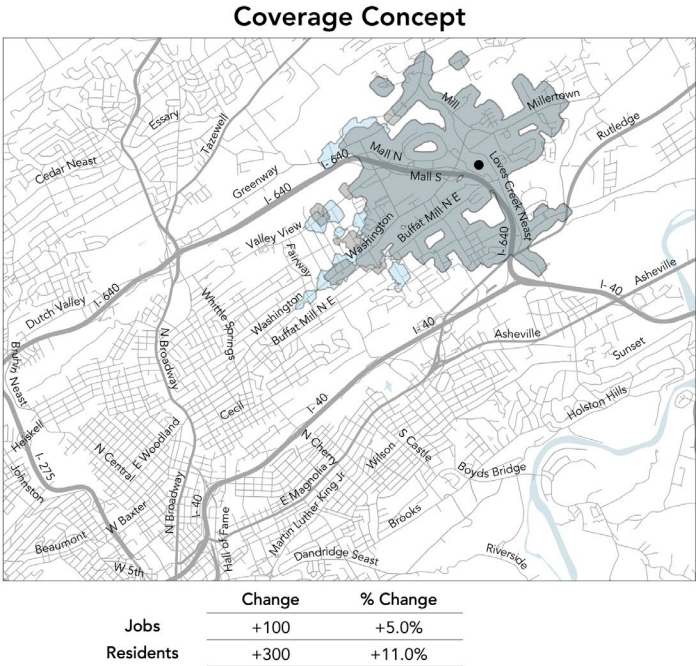 Coverage Concept
Mill
Millertown
Essary
Tazewell
Rutledge
Cedar Neast
Mall N
I- 640
Mall S
Loves Creek Neast
Greenway
I- 640
Washington
Buffat Mill N E
Valley View
Fairway
I-640
Asheville
I- 640
I- 40
Dutch Valley
Whittle Springs
Washington
Buffat Mill N E
I- 40
Asheville
Sunset
N Broadway
Bruhin Neast
Holston Hills
Cecil
I- 40
Heiskell
E Woodland
N Central
N Cherry
S Castle
Wilson
I- 275
Boyds Bridge
Johnston
E Magnolia
Martin Luther King Jr
N Broadway
I- 40
W Baxter
Hall of Fame
Brooks
Beaumont
W 5th
Dandridge Seast
Riverside
Change % Change
Jobs +100 +5.0%
Residents +300 +11.0%